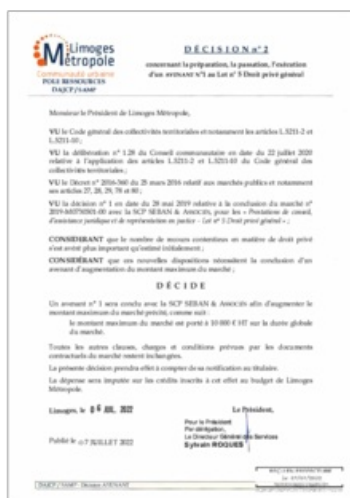 Limoges
Métropole
Communauté urbaine
POLE RESSOURCES
DAJCP / SAMP
DÉCISION n° 2
concernant la préparation, la passation, l'exécution
d'un AVENANT N°1 au Lot n° 5 Droit privé général
Monsieur le Président de Limoges Métropole,
VU le Code général des collectivités territoriales et notamment les articles L.5211-2 et
L.5211-10 ;
VU la délibération n° 1.28 du Conseil communautaire en date du 22 juillet 2020
relative à l'application des articles L.5211-2 et L.5211-10 du Code général des
collectivités territoriales ;
VU le Décret n° 2016-360 du 25 mars 2016 relatif aux marchés publics et notamment
ses articles 27, 28, 29, 78 et 80 ;
VU la décision n° 1 en date du 28 mai 2019 relative à la conclusion du marché n°
avec la SCP SEBAN & ASSOCIÉS, pour les « Prestations de conseil,
d'assistance juridique et de représentation en justice - Lot n° 5 Droit privé général » ;
CONSIDÉRANT que le nombre de recours contentieux en matière de droit privé
s'est avéré plus important qu'estimé initialement ;
CONSIDÉRANT que ces nouvelles dispositions nécessitent la conclusion d'un
avenant d'augmentation du montant maximum du marché ;
DÉCIDE
Un avenant n° 1 sera conclu avec la SCP SEBAN & ASSOCIÉS afin d'augmenter le
montant maximum du marché précité, comme suit :
le montant maximum du marché est porté à 10 000 € HT sur la durée globale
du marché.
Toutes les autres clauses, charges et conditions prévues par les documents
contractuels du marché restent inchangées.
La présente décision prendra effet à compter de sa notification au titulaire.
La dépense sera imputée sur les crédits inscrits à cet effet au budget de Limoges
Métropole.
Limoges, le 06 JUIL. 2022
Le Président,
Pour le Président
Par délégation,
Le Directeur Général des Services
Sylvain ROQUES
Publié le : 07 JUILLET 2022
DAJCP / SAMP - Décision AVENANT